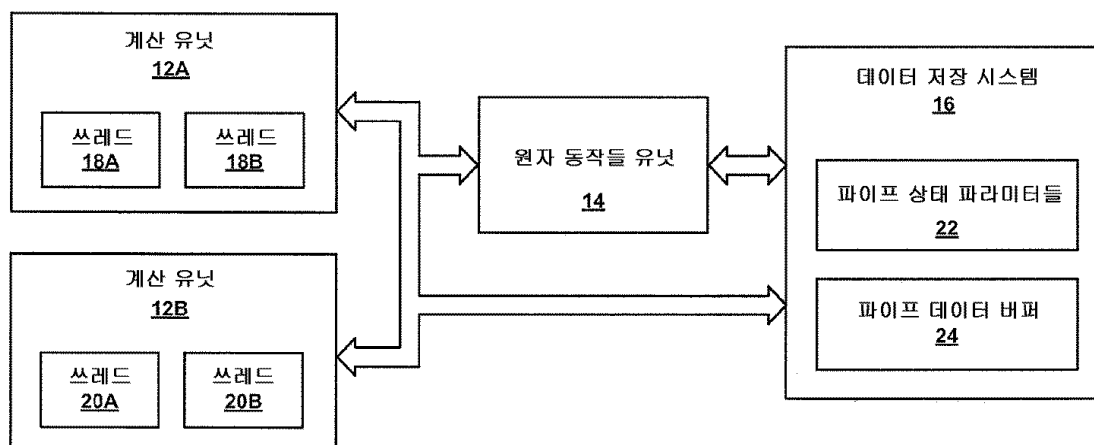 계산 유닛
12A
쓰레드
18A
쓰레드
18B
계산 유닛
12B
쓰레드
20A
쓰레드
20B
원자 동작들 유닛
14
데이터 저장 시스템
16
파이프 상태 파라미터들
22
파이프 데이터 버퍼
24